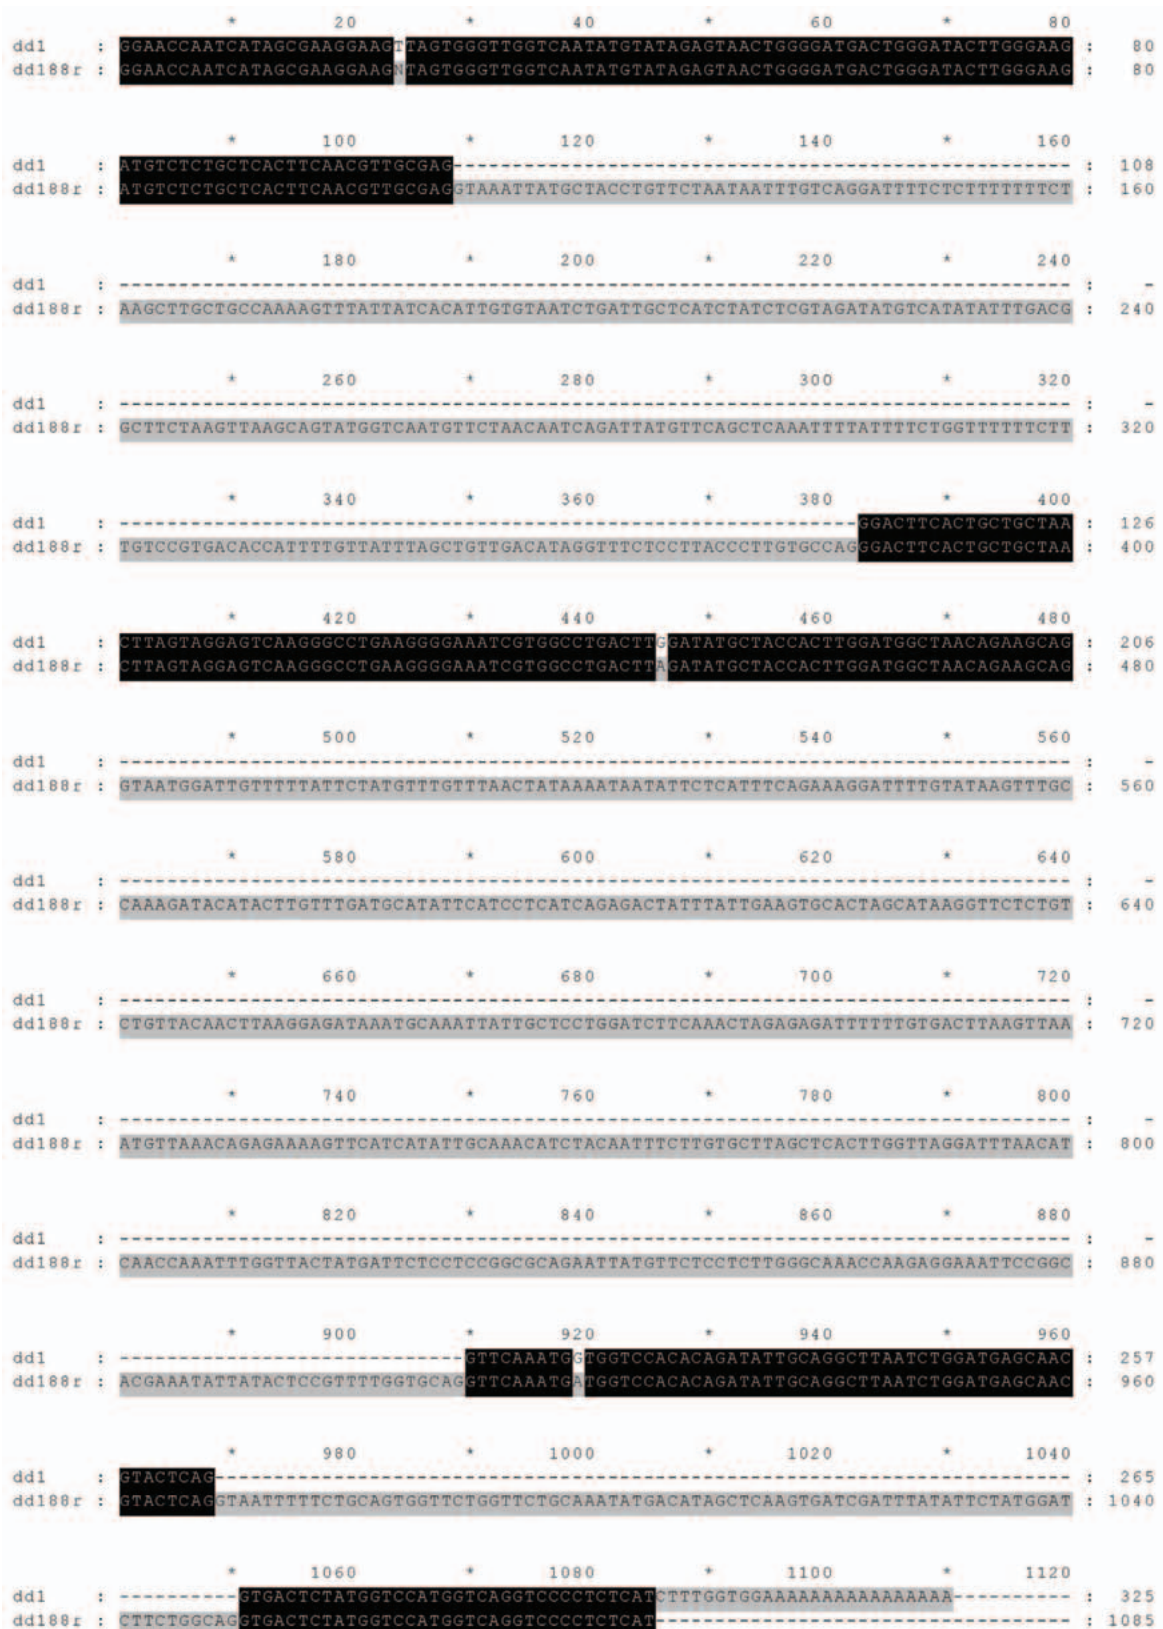 * 20 * 40 * 60 * 80
dd1 : GGAACCAATCATAGCGAAGGAAGTTAGTGGGTTGGTCAATATGTATAGAGTAACTGGGGATGACTGGGATACTTGGGAAG : 80
dd188r : GGAACCAATCATAGCGAAGGAAGNTAGTGGGTTGGTCAATATGTATAGAGTAACTGGGGATGACTGGGATACTTGGGAAG : 80
* 100 * 120 * 140 * 160
dd1 : ATGTCTCTGCTCACTTCAACGTTGCGAG---------------------------------------------------- : 108
dd188r : ATGTCTCTGCTCACTTCAACGTTGCGAGGTAAATTATGCTACCTGTTCTAATAATTTGTCAGGATTTTCTCTTTTTTTCT : 160
* 180 * 200 * 220 * 240
dd1 : -------------------------------------------------------------------------------- : -
dd188r : AAGCTTGCTGCCAAAAGTTTATTATCACATTGTGTAATCTGATTGCTCATCTATCTCGTAGATATGTCATATATTTGACG : 240
* 260 * 280 * 300 * 320
dd1 : -------------------------------------------------------------------------------- : -
dd188r : GCTTCTAAGTTAAGCAGTATGGTCAATGTTCTAACAATCAGATTATGTTCAGCTCAAATTTTATTTTCTGGTTTTTTCTT : 320
* 340 * 360 * 380 * 400
dd1 : --------------------------------------------------------------GGACTTCACTGCTGCTAA : 126
dd188r : TGTCCGTGACACCATTTTGTTATTTAGCTGTTGACATAGGTTTCTCCTTACCCTTGTGCCAGGGACTTCACTGCTGCTAA : 400
* 420 * 440 * 460 * 480
dd1 : CTTAGTAGGAGTCAAGGGCCTGAAGGGGAAATCGTGGCCTGACTTGGATATGCTACCACTTGGATGGCTAACAGAAGCAG : 206
dd188r : CTTAGTAGGAGTCAAGGGCCTGAAGGGGAAATCGTGGCCTGACTTAGATATGCTACCACTTGGATGGCTAACAGAAGCAG : 480
* 500 * 520 * 540 * 560
dd1 : -------------------------------------------------------------------------------- : -
dd188r : GTAATGGATTGTTTTTATTCTATGTTTGTTTAACTATAAAATAATATTCTCATTTCAGAAAGGATTTTGTATAAGTTTGC : 560
* 580 * 600 * 620 * 640
dd1 : -------------------------------------------------------------------------------- : -
dd188r : CAAAGATACATACTTGTTTGATGCATATTCATCCTCATCAGAGACTATTTATTGAAGTGCACTAGCATAAGGTTCTCTGT : 640
* 660 * 680 * 700 * 720
dd1 : -------------------------------------------------------------------------------- : -
dd188r : CTGTTACAACTTAAGGAGATAAATGCAAATTATTGCTCCTGGATCTTCAAACTAGAGAGATTTTTTGTGACTTAAGTTAA : 720
* 740 * 760 * 780 * 800
dd1 : -------------------------------------------------------------------------------- : -
dd188r : ATGTTAAACAGAGAAAAGTTCATCATATTGCAAACATCTACAATTTCTTGTGCTTAGCTCACTTGGTTAGGATTTAACAT : 800
* 820 * 840 * 860 * 880
dd1 : -------------------------------------------------------------------------------- : -
dd188r : CAACCAAATTTGGTTACTATGATTCTCCTCCGGCGCAGAATTATGTTCTCCTCTTGGGCAAACCAAGAGGAAATTCCGGC : 880
* 900 * 920 * 940 * 960
dd1 : -----------------------------GTTCAAATGGTGGTCCACACAGATATTGCAGGCTTAATCTGGATGAGCAAC : 257
dd188r : ACGAAATATTATACTCCGTTTTGGTGCAGGTTCAAATGATGGTCCACACAGATATTGCAGGCTTAATCTGGATGAGCAAC : 960
* 980 * 1000 * 1020 * 1040
dd1 : GTACTCAG------------------------------------------------------------------------ : 265
dd188r : GTACTCAGGTAATTTTTCTGCAGTGGTTCTGGTTCTGCAAATATGACATAGCTCAAGTGATCGATTTATATTCTATGGAT : 1040
* 1060 * 1080 * 1100 * 1120
dd1 : ----------GTGACTCTATGGTCCATGGTCAGGTCCCCTCTCATCTTTGGTGGAAAAAAAAAAAAAAAA---------- : 325
dd188r : CTTCTGGCAGGTGACTCTATGGTCCATGGTCAGGTCCCCTCTCAT----------------------------------- : 1085